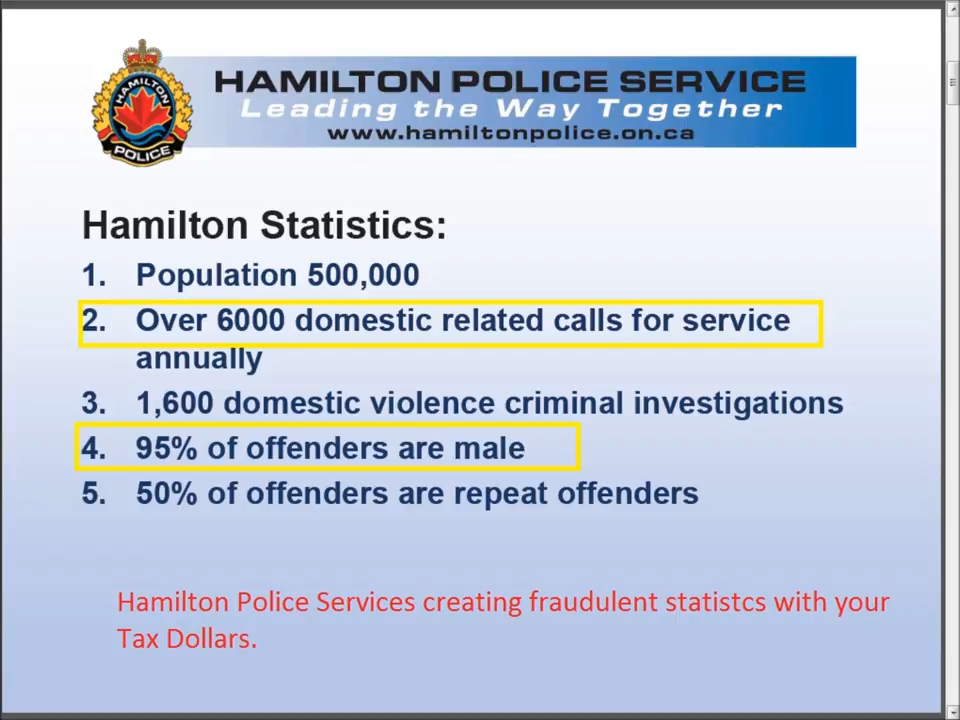 HAMILTON
POLICE
HAMILTON POLICE SERVICE
Leading the Way Together
www.hamiltonpolice.on.ca
Hamilton Statistics:
1. Population 500,000
2. Over 6000 domestic related calls for service
annually
3. 1,600 domestic violence criminal investigations
4. 95% of offenders are male
5. 50% of offenders are repeat offenders
Hamilton Police Services creating fraudulent statistcs with your
Tax Dollars.